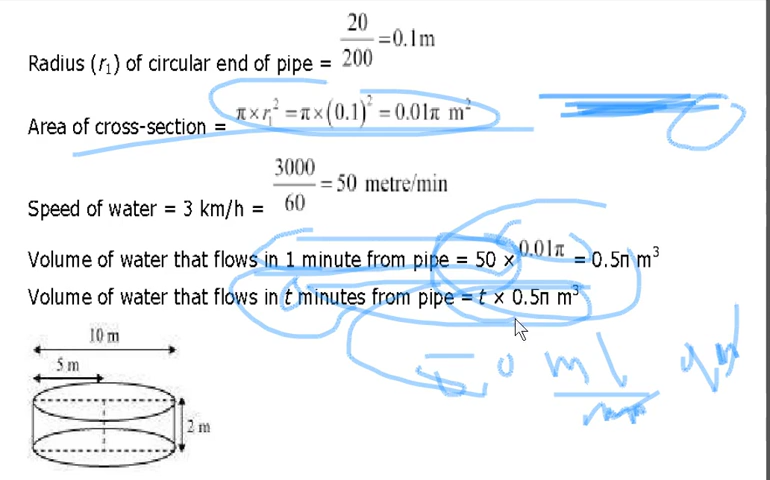 Radius (r₁) of circular end of pipe = 20/200 = 0.1m
Area of cross-section = π × r₁² = π × (0.1)² = 0.01π m²
Speed of water = 3 km/h = 3000/60 = 50 metre/min
Volume of water that flows in 1 minute from pipe = 50 × 0.01π = 0.5π m³
Volume of water that flows in t minutes from pipe = t × 0.5π m³
10 m
5 m
2 m